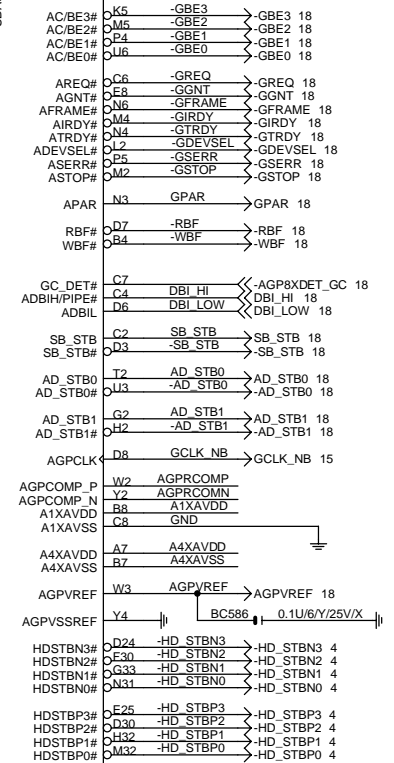 AC/BE3# K5 -GBE3 -GBE3 18
AC/BE2# M5 -GBE2 -GBE2 18
AC/BE1# P4 -GBE1 -GBE1 18
AC/BE0# U6 -GBE0 -GBE0 18
AREQ# C6 -GREQ -GREQ 18
AGNT# E8 -GGNT -GGNT 18
AFRAME# N6 -GFRAME -GFRAME 18
AIRDY# M4 -GIRDY -GIRDY 18
ATRDY# N4 -GTRDY -GTRDY 18
ADEVSEL# L2 -GDEVSEL -GDEVSEL 18
ASERR# P5 -GSERR -GSERR 18
ASTOP# M2 -GSTOP -GSTOP 18
APAR N3 GPAR GPAR 18
RBF# D7 -RBF -RBF 18
WBF# B4 -WBF -WBF 18
GC_DET# C7 -AGP8XDET_GC 18
ADBIH/PIPE# C4 DBI_HI DBI_HI 18
ADBIL D6 DBI_LOW DBI_LOW 18
SB_STB C2 SB_STB SB_STB 18
SB_STB# D3 -SB_STB -SB_STB 18
AD_STB0 T2 AD_STB0 AD_STB0 18
AD_STB0# U3 -AD_STB0 -AD_STB0 18
AD_STB1 G2 AD_STB1 AD_STB1 18
AD_STB1# H2 -AD_STB1 -AD_STB1 18
AGPCLK D8 GCLK_NB GCLK_NB 15
AGPCOMP_P W2 AGPRCOMP
AGPCOMP_N Y2 AGPRCOMN
A1XAVDD B8 A1XAVDD
A1XAVSS C8 GND
A4XAVDD A7 A4XAVDD
A4XAVSS B7 A4XAVSS
AGPVREF W3 AGPVREF AGPVREF 18
AGPVSSREF Y4 BC586 0.1U/6/Y/25V/X
HDSTBN3# D24 -HD_STBN3 -HD_STBN3 4
HDSTBN2# F30 -HD_STBN2 -HD_STBN2 4
HDSTBN1# G33 -HD_STBN1 -HD_STBN1 4
HDSTBN0# N31 -HD_STBN0 -HD_STBN0 4
HDSTBP3# E25 -HD_STBP3 -HD_STBP3 4
HDSTBP2# D30 -HD_STBP2 -HD_STBP2 4
HDSTBP1# H32 -HD_STBP1 -HD_STBP1 4
HDSTBP0# M32 -HD_STBP0 -HD_STBP0 4